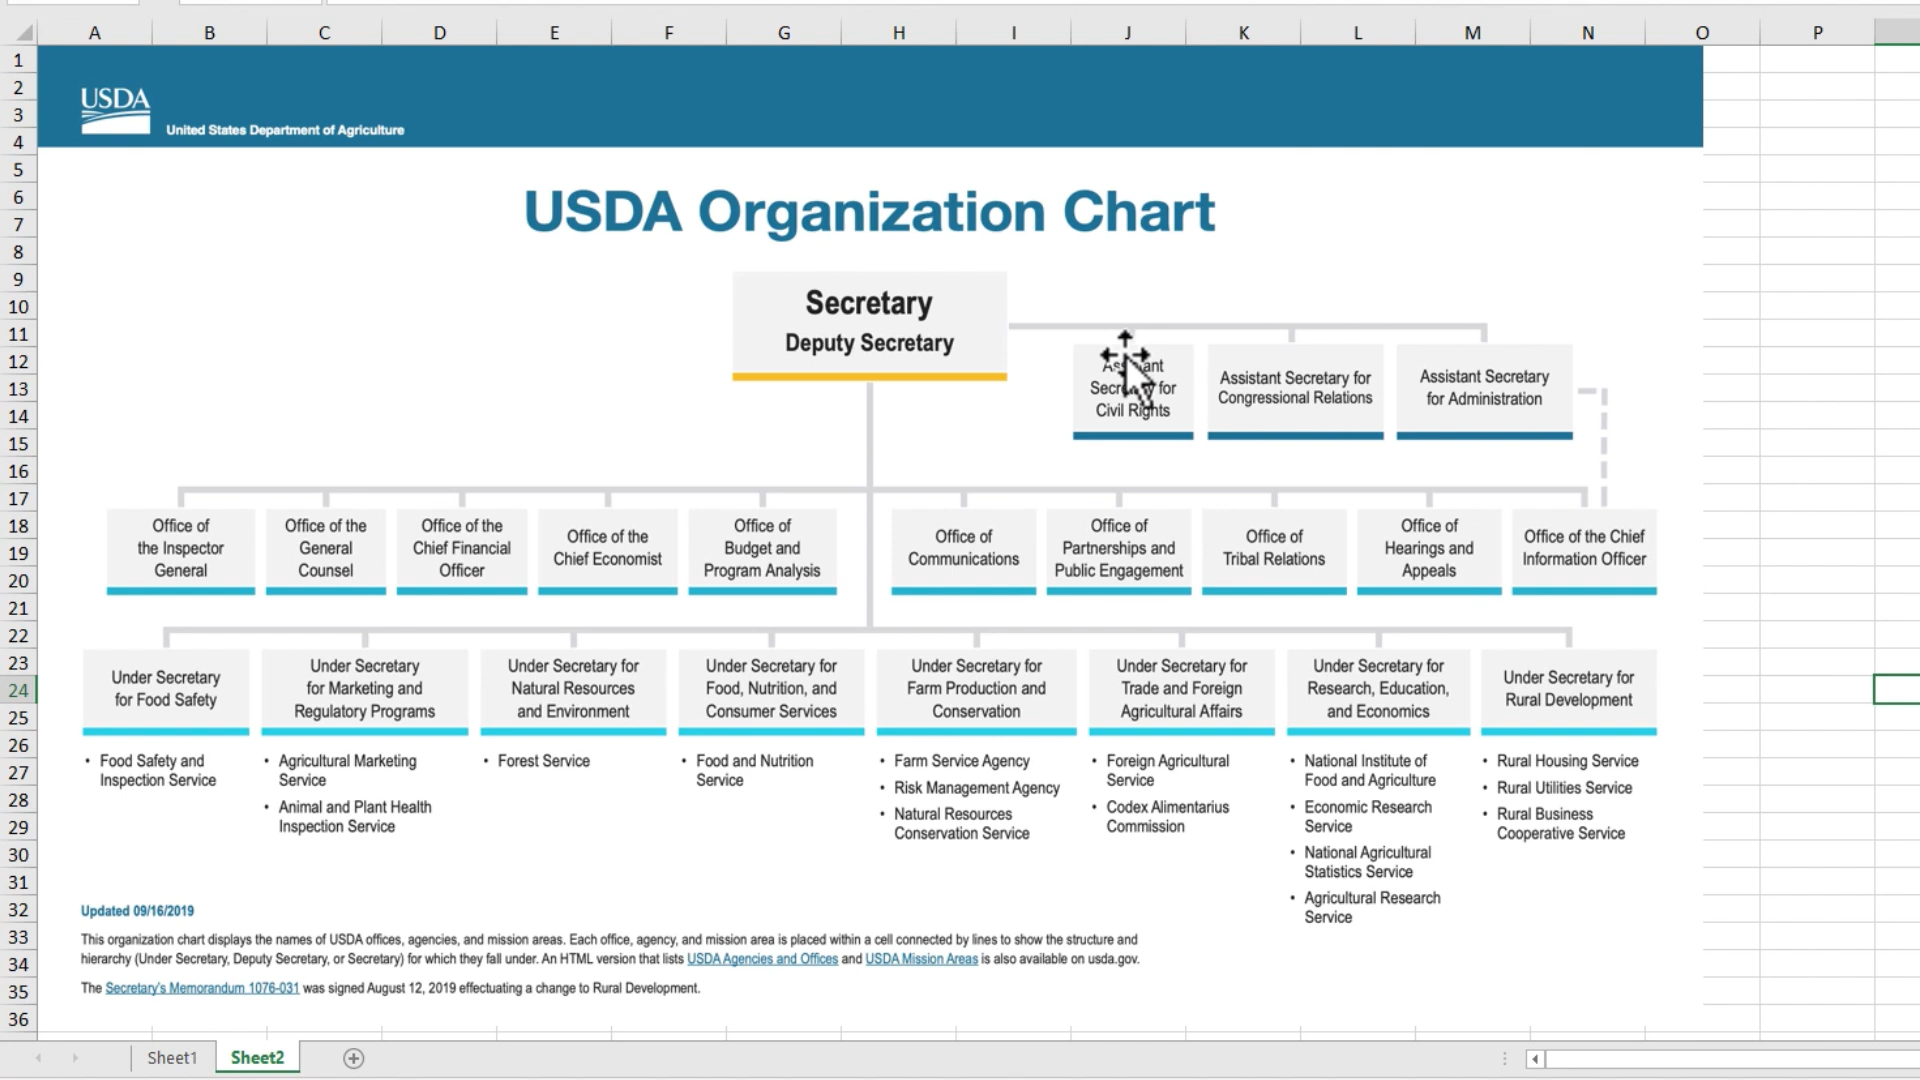 A B C D E F G H I J K L M N O P
1
2
3
4
5
6
7
8
9
10
11
12
13
14
15
16
17
18
19
20
21
22
23
24
25
26
27
28
29
30
31
32
33
34
35
36
USDA
United States Department of Agriculture
USDA Organization Chart
Secretary
Deputy Secretary
Assistant
Secretary for
Civil Rights
Assistant Secretary for
Congressional Relations
Assistant Secretary
for Administration
Office of
the Inspector
General
Office of the
General
Counsel
Office of the
Chief Financial
Officer
Office of the
Chief Economist
Office of
Budget and
Program Analysis
Office of
Communications
Office of
Partnerships and
Public Engagement
Office of
Tribal Relations
Office of
Hearings and
Appeals
Office of the Chief
Information Officer
Under Secretary
for Food Safety
Under Secretary
for Marketing and
Regulatory Programs
Under Secretary for
Natural Resources
and Environment
Under Secretary for
Food, Nutrition, and
Consumer Services
Under Secretary for
Farm Production and
Conservation
Under Secretary for
Trade and Foreign
Agricultural Affairs
Under Secretary for
Research, Education,
and Economics
Under Secretary for
Rural Development
• Food Safety and
Inspection Service
• Agricultural Marketing
Service
• Animal and Plant Health
Inspection Service
• Forest Service
• Food and Nutrition
Service
• Farm Service Agency
• Risk Management Agency
• Natural Resources
Conservation Service
• Foreign Agricultural
Service
• Codex Alimentarius
Commission
• National Institute of
Food and Agriculture
• Economic Research
Service
• National Agricultural
Statistics Service
• Agricultural Research
Service
• Rural Housing Service
• Rural Utilities Service
• Rural Business
Cooperative Service
Updated 09/16/2019
This organization chart displays the names of USDA offices, agencies, and mission areas. Each office, agency, and mission area is placed within a cell connected by lines to show the structure and
hierarchy (Under Secretary, Deputy Secretary, or Secretary) for which they fall under. An HTML version that lists USDA Agencies and Offices and USDA Mission Areas is also available on usda.gov.
The Secretary's Memorandum 1076-031 was signed August 12, 2019 effectuating a change to Rural Development.
Sheet1 Sheet2